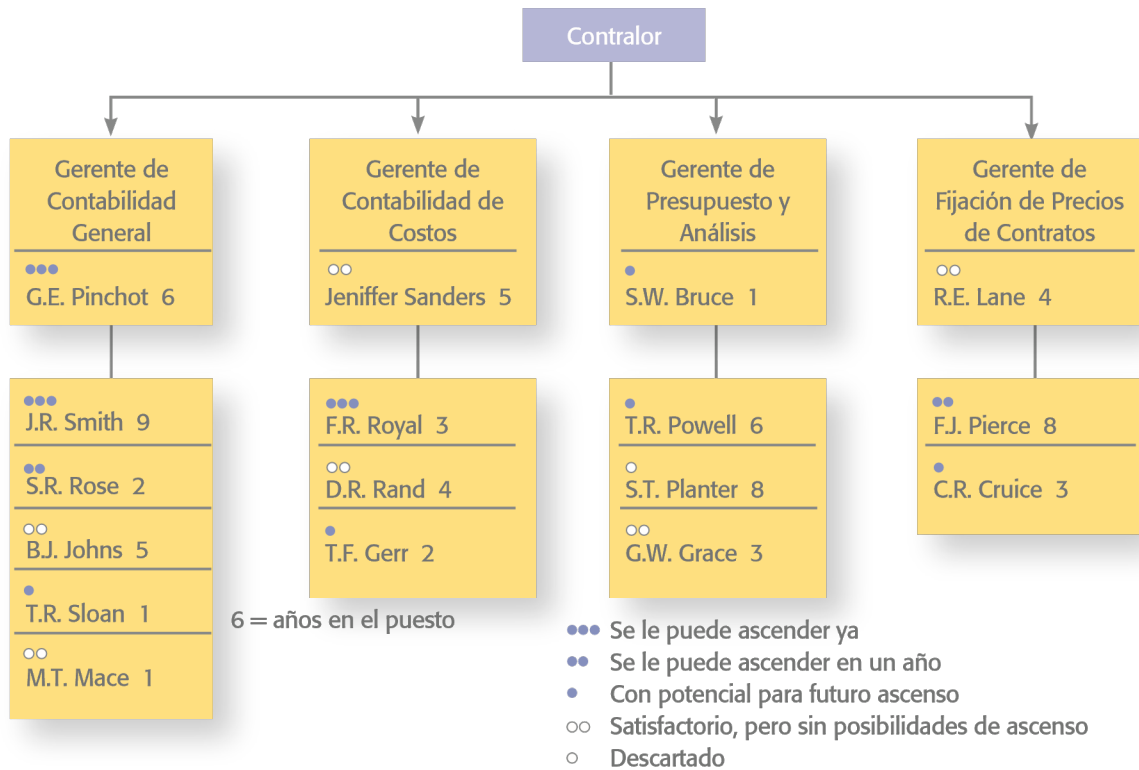 Contralor
Gerente de
Contabilidad
General
G.E. Pinchot 6
J.R. Smith 9
S.R. Rose 2
B.J. Johns 5
T.R. Sloan 1
M.T. Mace 1
Gerente de
Contabilidad de
Costos
Jeniffer Sanders 5
F.R. Royal 3
D.R. Rand 4
T.F. Gerr 2
Gerente de
Presupuesto y
Análisis
S.W. Bruce 1
T.R. Powell 6
S.T. Planter 8
G.W. Grace 3
Gerente de
Fijación de Precios
de Contratos
R.E. Lane 4
F.J. Pierce 8
C.R. Cruice 3
6 = años en el puesto
Se le puede ascender ya
Se le puede ascender en un año
Con potencial para futuro ascenso
Satisfactorio, pero sin posibilidades de ascenso
Descartado